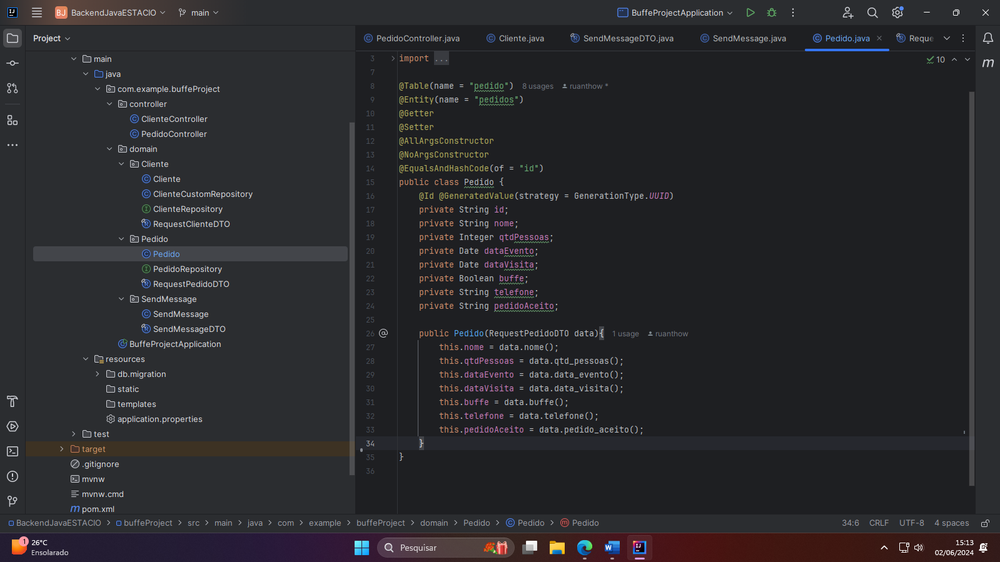 BJ BackendJavaESTACIO main BuffeProjectApplication
Project
PedidoController.java Cliente.java SendMessageDTO.java SendMessage.java Pedido.java Reque
main
java
com.example.buffeProject
controller
ClienteController
PedidoController
domain
Cliente
Cliente
ClienteCustomRepository
ClienteRepository
RequestClienteDTO
Pedido
Pedido
PedidoRepository
RequestPedidoDTO
SendMessage
SendMessage
SendMessageDTO
BuffeProjectApplication
resources
db.migration
static
templates
application.properties
test
target
.gitignore
mvnw
mvnw.cmd
pom.xml
10
3 import ...
7
8 @Table(name = "pedido") 8 usages ruanthow *
9 @Entity(name = "pedidos")
10 @Getter
11 @Setter
12 @AllArgsConstructor
13 @NoArgsConstructor
14 @EqualsAndHashCode(of = "id")
15 public class Pedido {
16 @Id @GeneratedValue(strategy = GenerationType.UUID)
17 private String id;
18 private String nome;
19 private Integer qtdPessoas;
20 private Date dataEvento;
21 private Date dataVisita;
22 private Boolean buffe;
23 private String telefone;
24 private String pedidoAceito;
25
26 public Pedido(RequestPedidoDTO data){ 1 usage ruanthow
27 this.nome = data.nome();
28 this.qtdPessoas = data.qtd_pessoas();
29 this.dataEvento = data.data_evento();
30 this.dataVisita = data.data_visita();
31 this.buffe = data.buffe();
32 this.telefone = data.telefone();
33 this.pedidoAceito = data.pedido_aceito();
34 }
35 }
36
BackendJavaESTACIO > buffeProject > src > main > java > com > example > buffeProject > domain > Pedido > Pedido > Pedido 34:6 CRLF UTF-8 4 spaces
1
26°C
Ensolarado
Pesquisar
15:13
02/06/2024